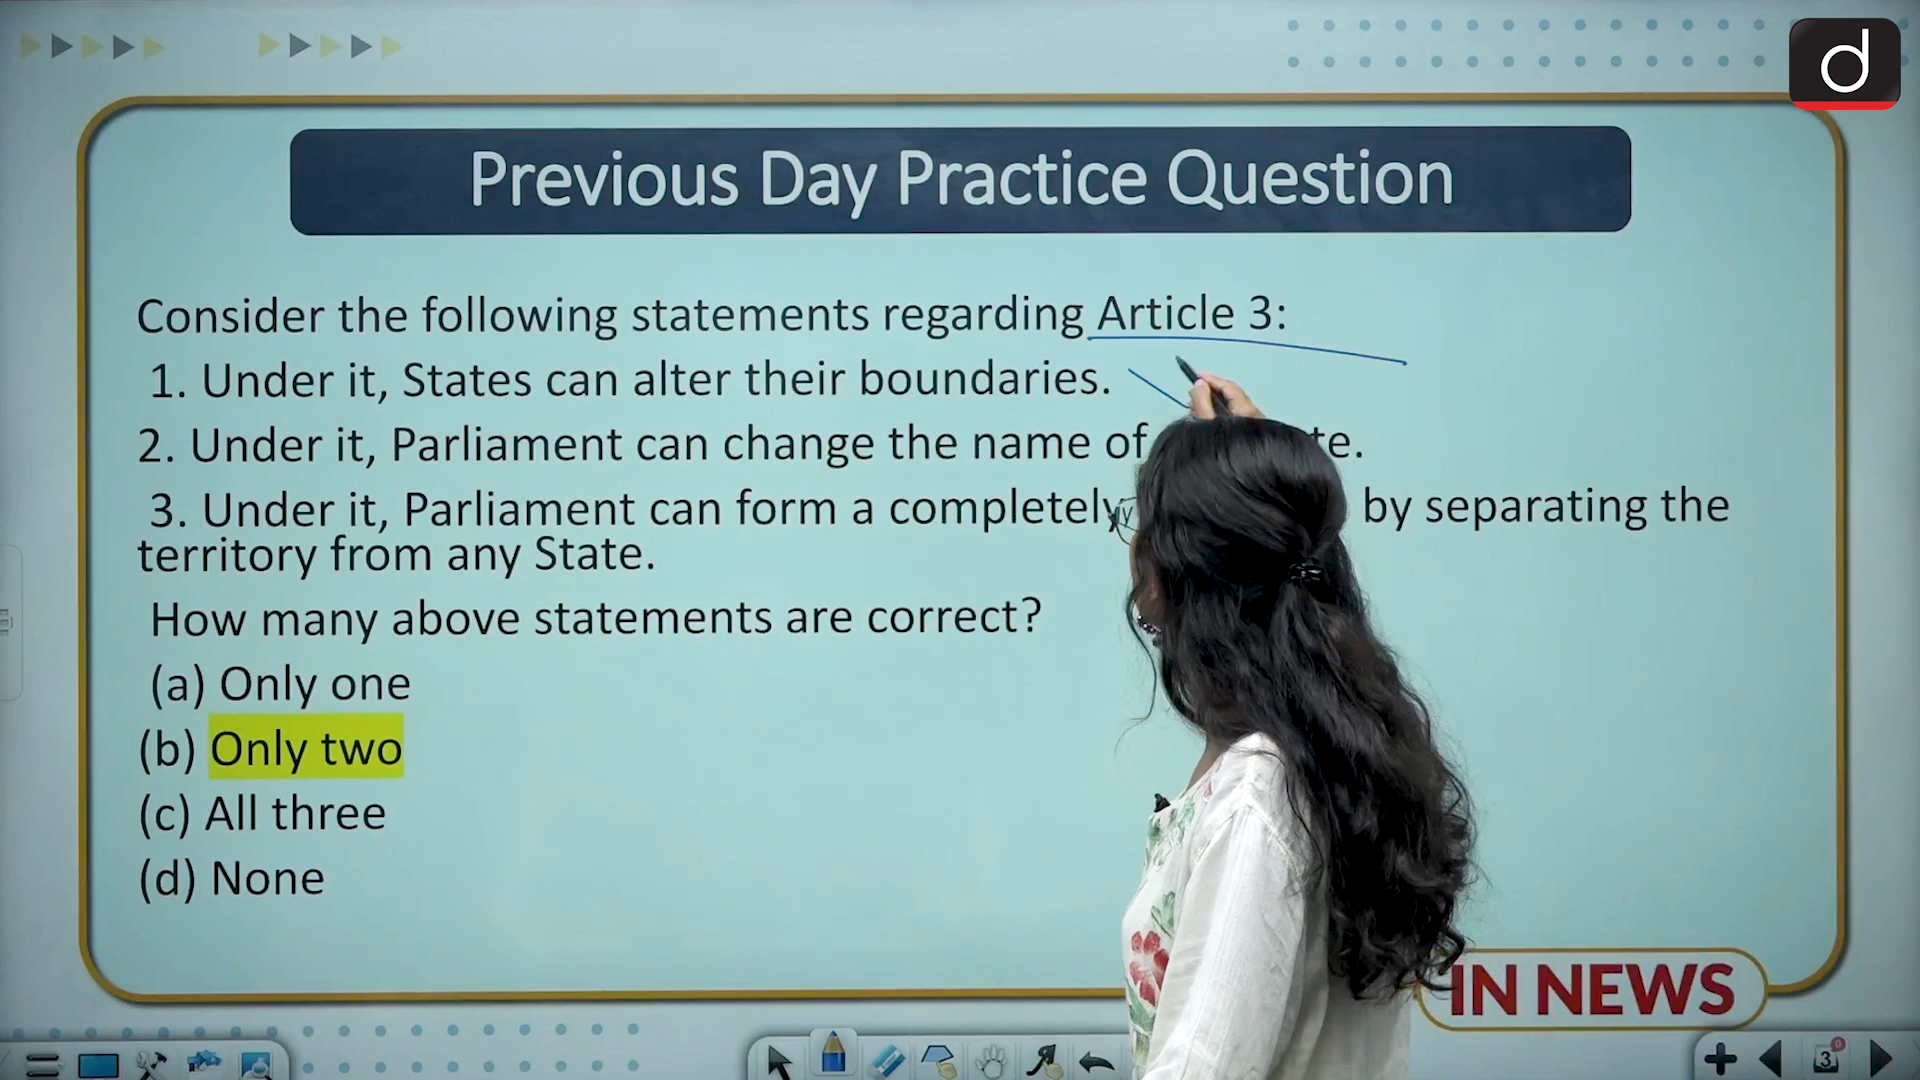 d
Previous Day Practice Question
Consider the following statements regarding Article 3:
1. Under it, States can alter their boundaries.
2. Under it, Parliament can change the name of
3. Under it, Parliament can form a completely by separating the
territory from any State.
How many above statements are correct?
(a) Only one
(b) Only two
(c) All three
(d) None
IN NEWS
3
0